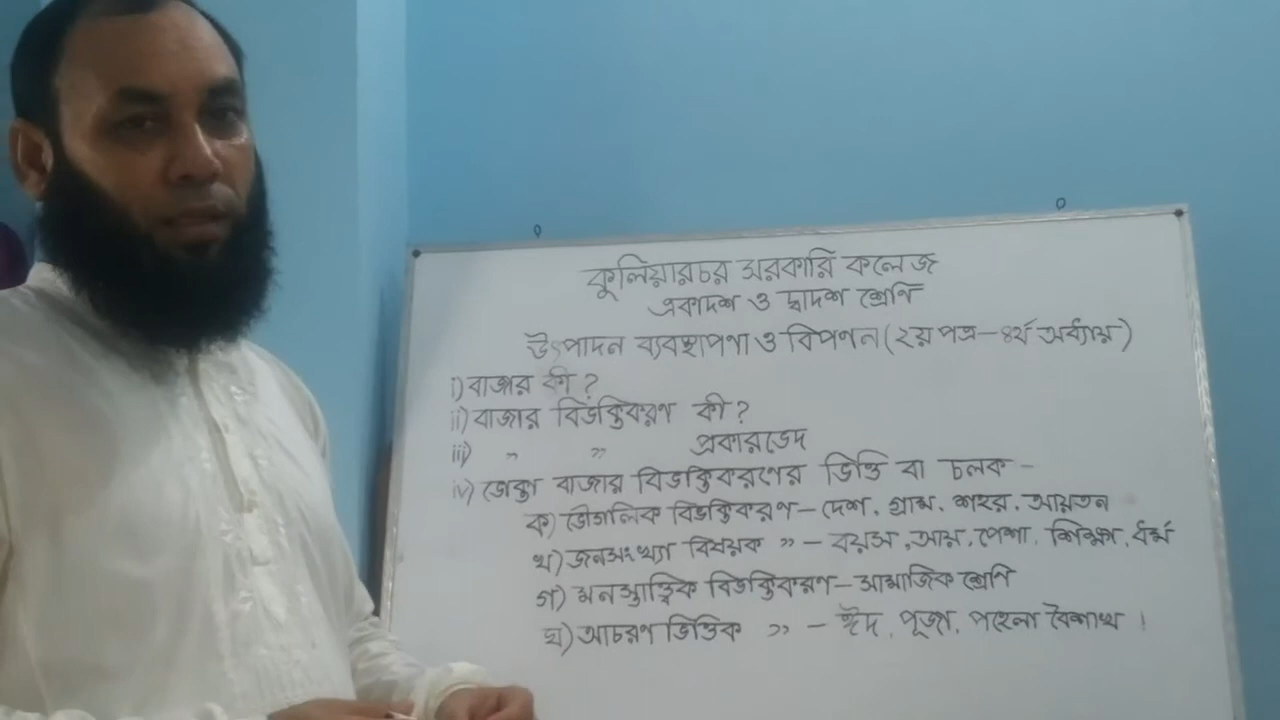 কুলিয়ারচর সরকারি কলেজ
একাদশ ও দ্বাদশ শ্রেণি
উৎপাদন ব্যবস্থাপনা ও বিপণন (২য় পত্র - ৪র্থ অধ্যায়)
i) বাজার কী?
ii) বাজার বিভক্তিকরণ কী?
iii) " " প্রকারভেদ
iv) ভোক্তা বাজার বিভক্তিকরণের ভিত্তি বা চলক -
ক) ভৌগলিক বিভক্তিকরণ - দেশ, গ্রাম, শহর, আয়তন
খ) জনসংখ্যা বিষয়ক " - বয়স, আয়, পেশা, শিক্ষা, ধর্ম
গ) মনস্তাত্ত্বিক বিভক্তিকরণ - সামাজিক শ্রেণি
ঘ) আচরণ ভিত্তিক " - ঈদ, পূজা, পহেলা বৈশাখ।